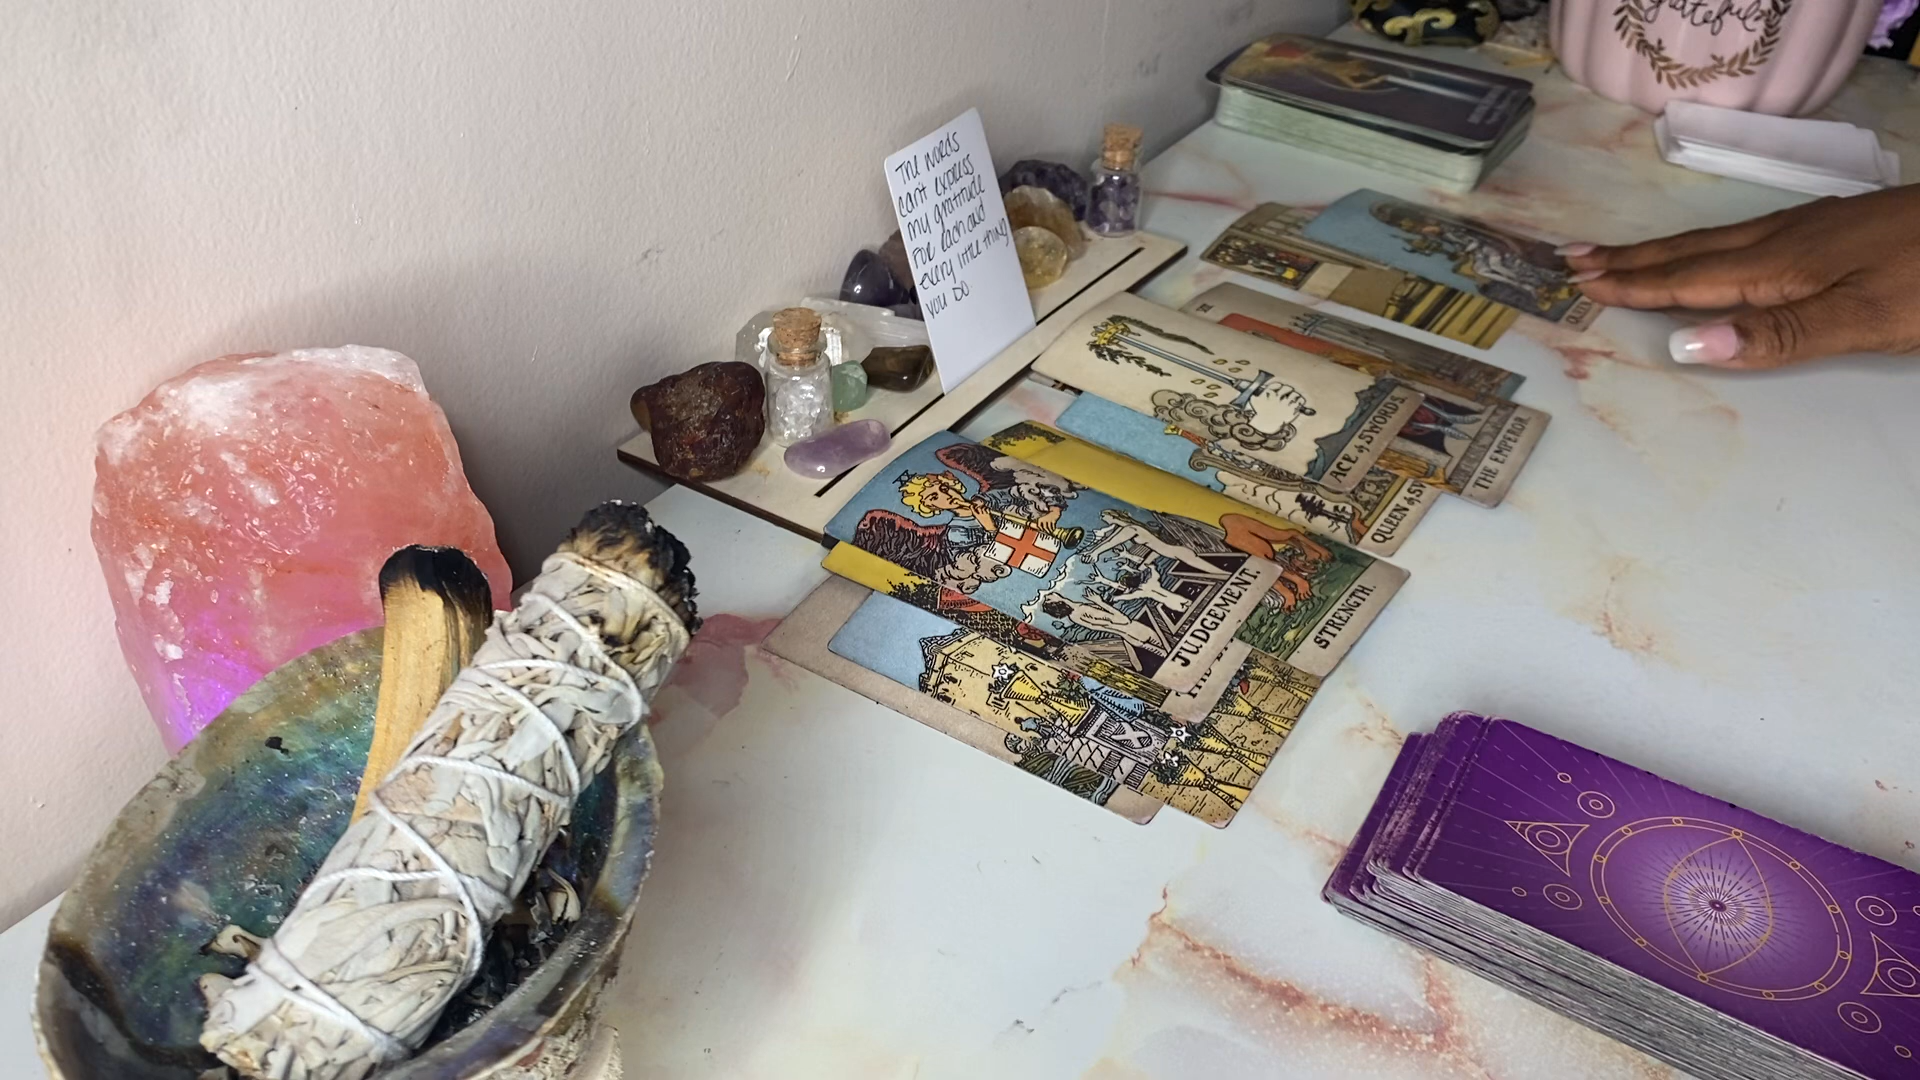 grateful
The words
can't express
my gratitude
for each and
every little thing
you do
ACE of SWORDS.
THE EMPEROR
QUEEN of SW
STRENGTH.
JUDGEMENT.